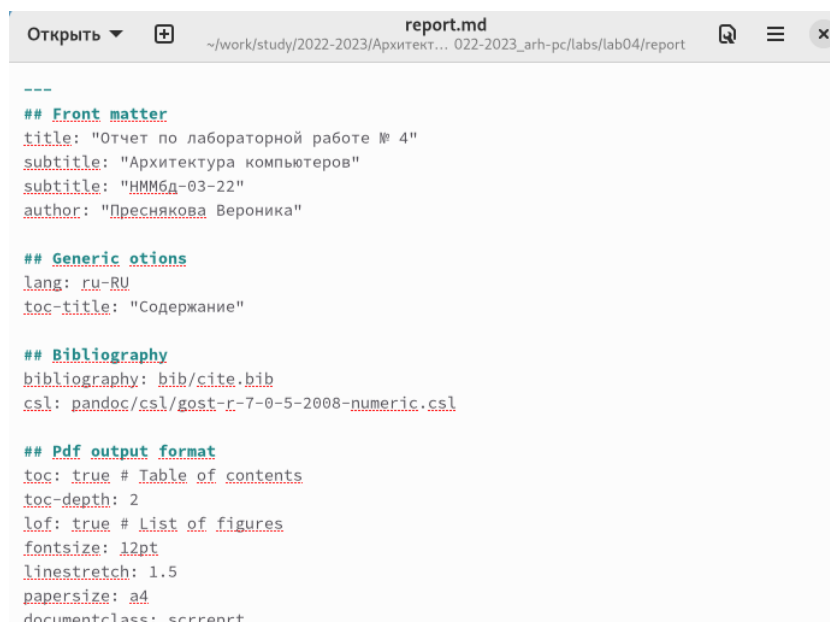 Открыть
report.md
~/work/study/2022-2023/Архитект... 022-2023_arh-pc/labs/lab04/report
---
## Front matter
title: "Отчет по лабораторной работе № 4"
subtitle: "Архитектура компьютеров"
subtitle: "НММбд-03-22"
author: "Преснякова Вероника"
## Generic otions
lang: ru-RU
toc-title: "Содержание"
## Bibliography
bibliography: bib/cite.bib
csl: pandoc/csl/gost-r-7-0-5-2008-numeric.csl
## Pdf output format
toc: true # Table of contents
toc-depth: 2
lof: true # List of figures
fontsize: 12pt
linestretch: 1.5
papersize: a4
documentclass: scrreprt